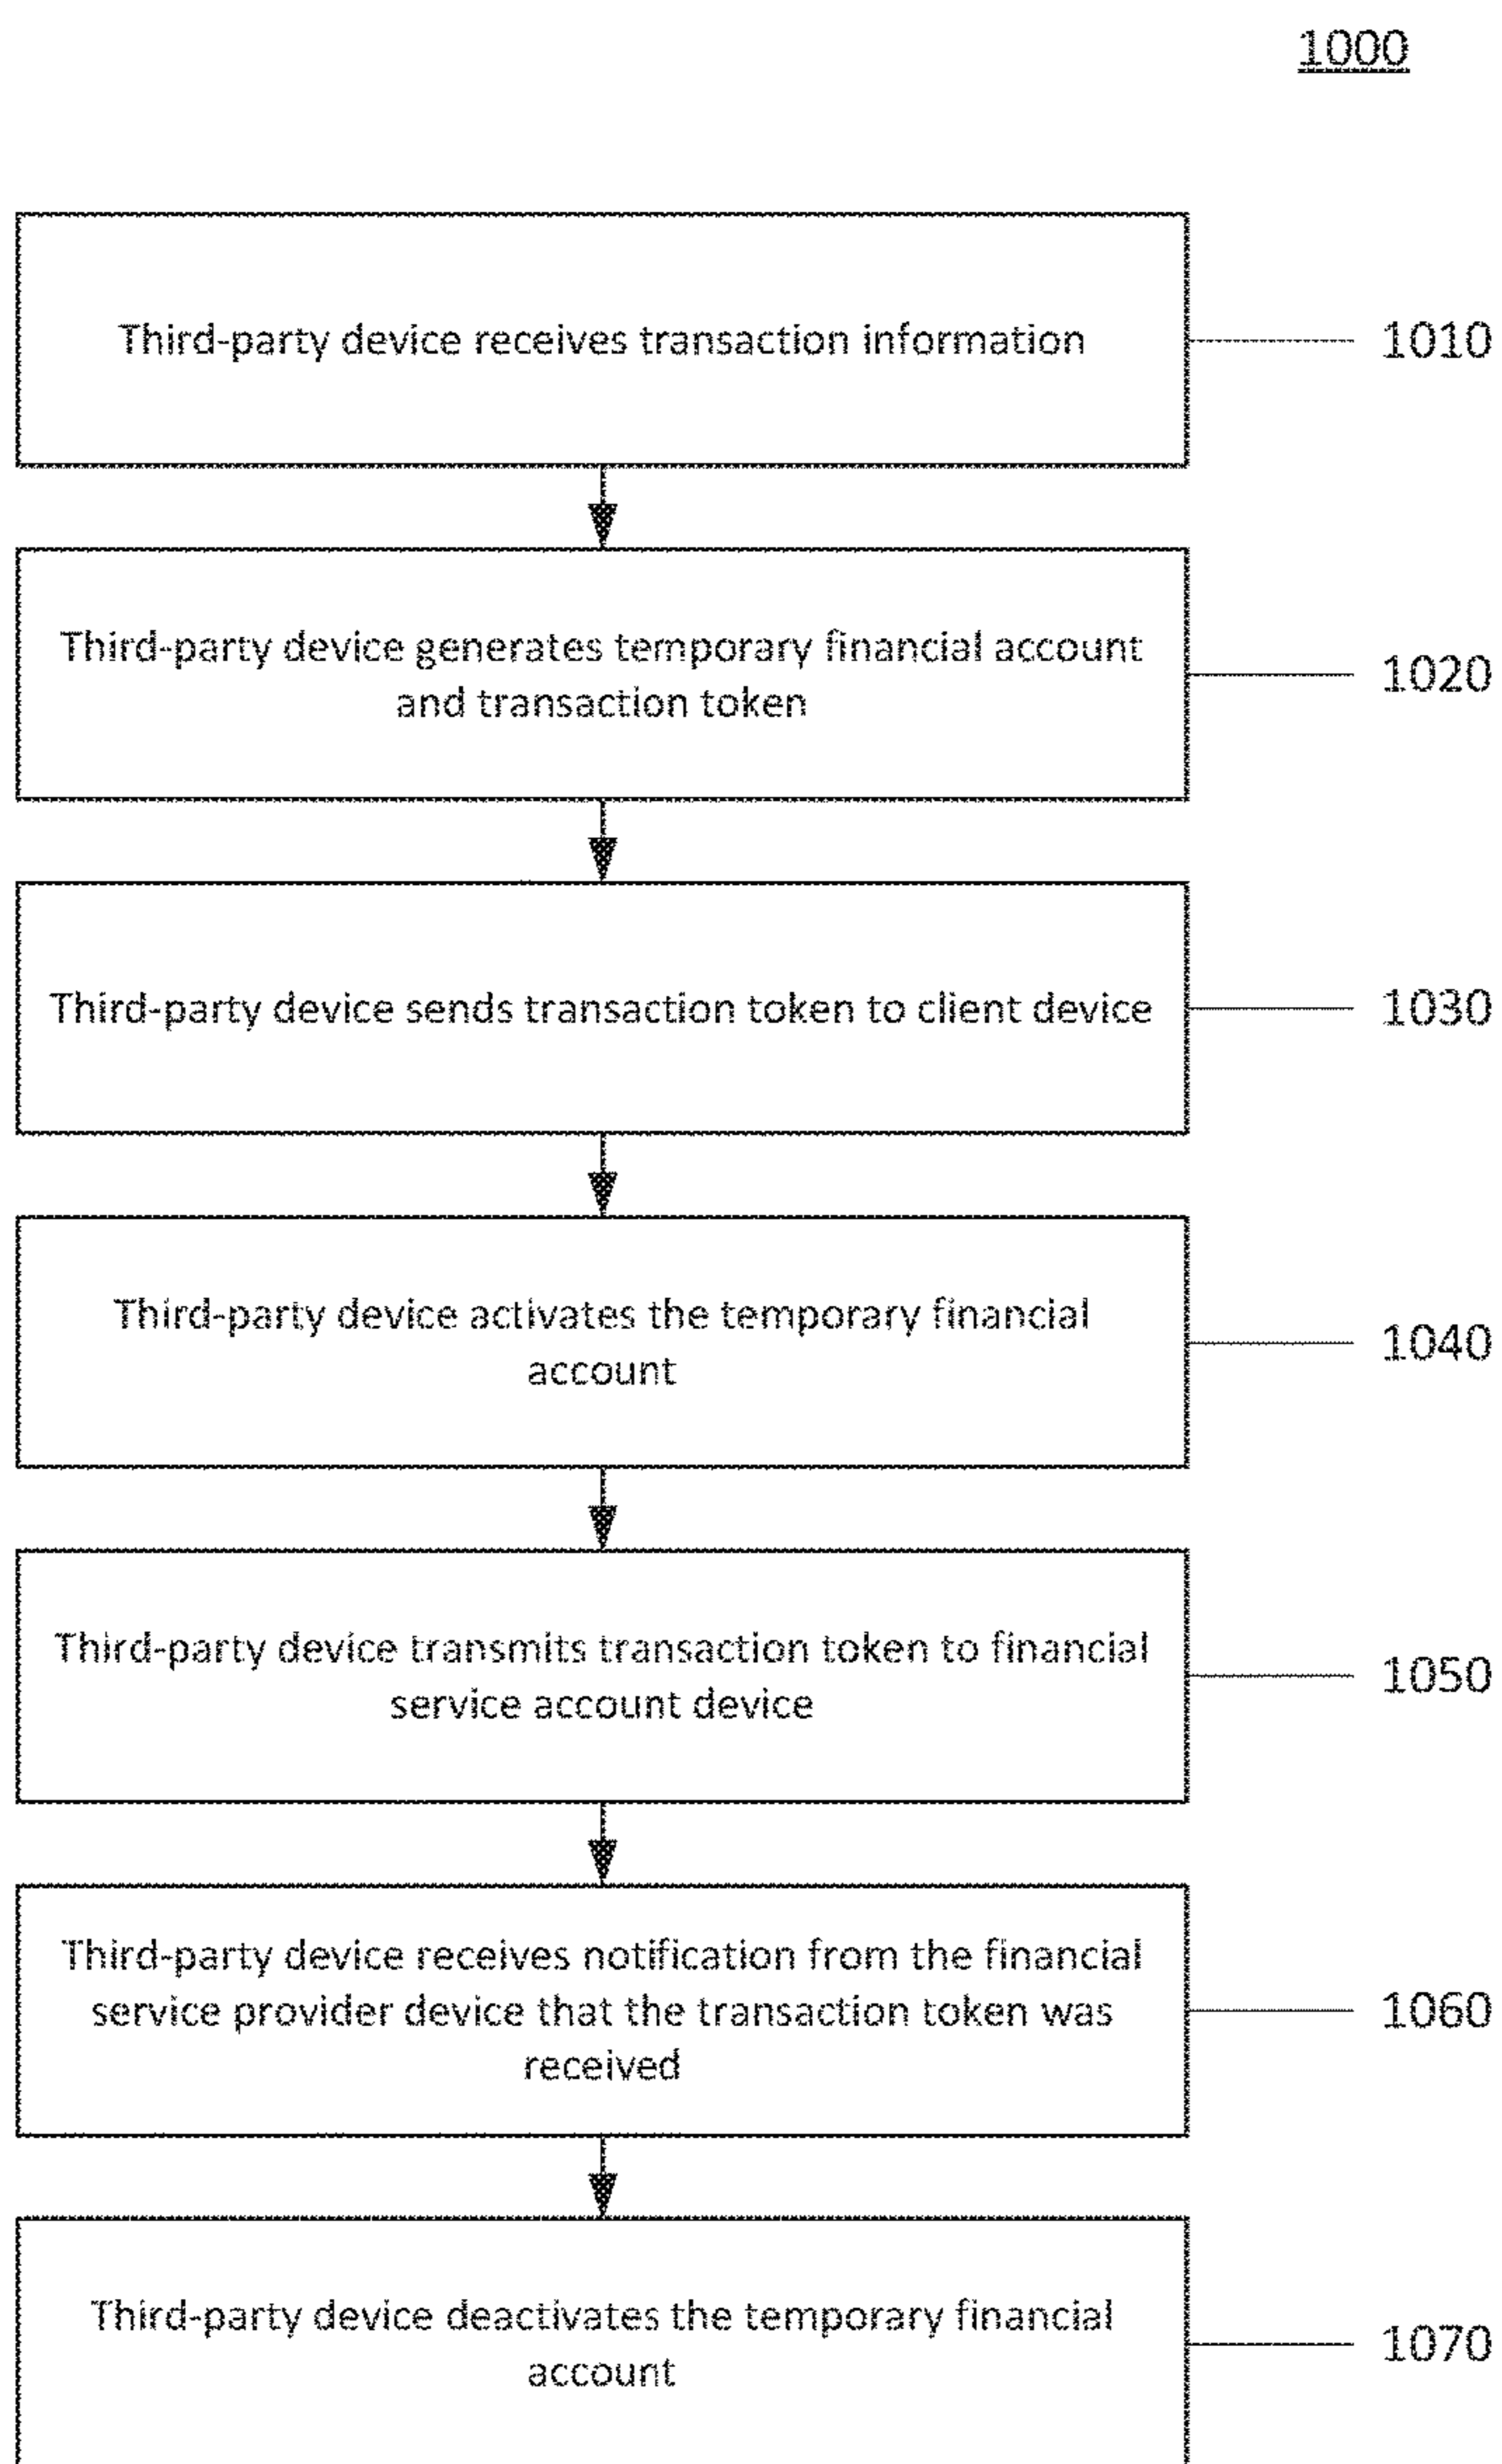 1000
Third-party device receives transaction information
1010
Third-party device generates temporary financial account
and transaction token
1020
Third-party device sends transaction token to client device
1030
Third-party device activates the temporary financial
account
1040
Third-party device transmits transaction token to financial
service account device
1050
Third-party device receives notification from the financial
service provider device that the transaction token was
received
1060
Third-party device deactivates the temporary financial
account
1070